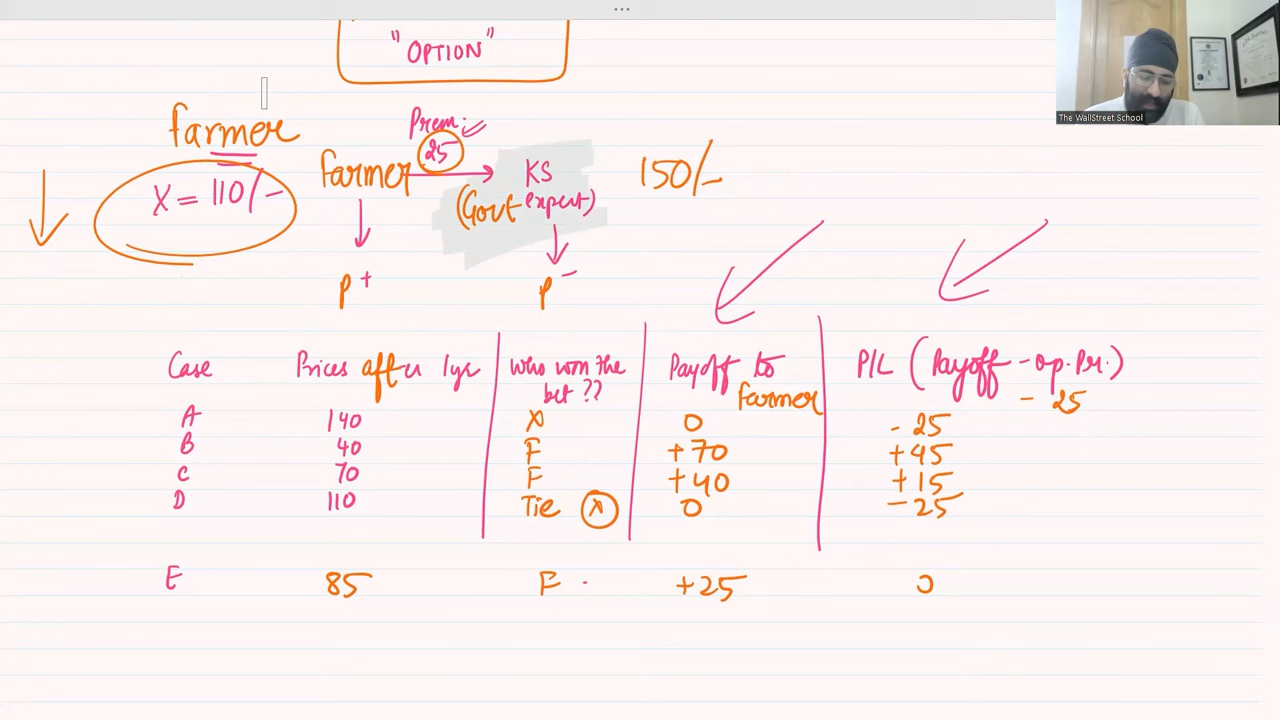 "OPTION"
farmer
X = 110/-
Prem.
25
farmer
KS
(Govt expert)
150/-
P+
P-
Case Prices after 1yr Who won the bet ?? Payoff to farmer P/L (Payoff - op.Pr.)
- 25
A 140 X 0 - 25
B 40 F +70 +45
C 70 F +40 +15
D 110 Tie X 0 - 25
E 85 F +25 0
The WallStreet School